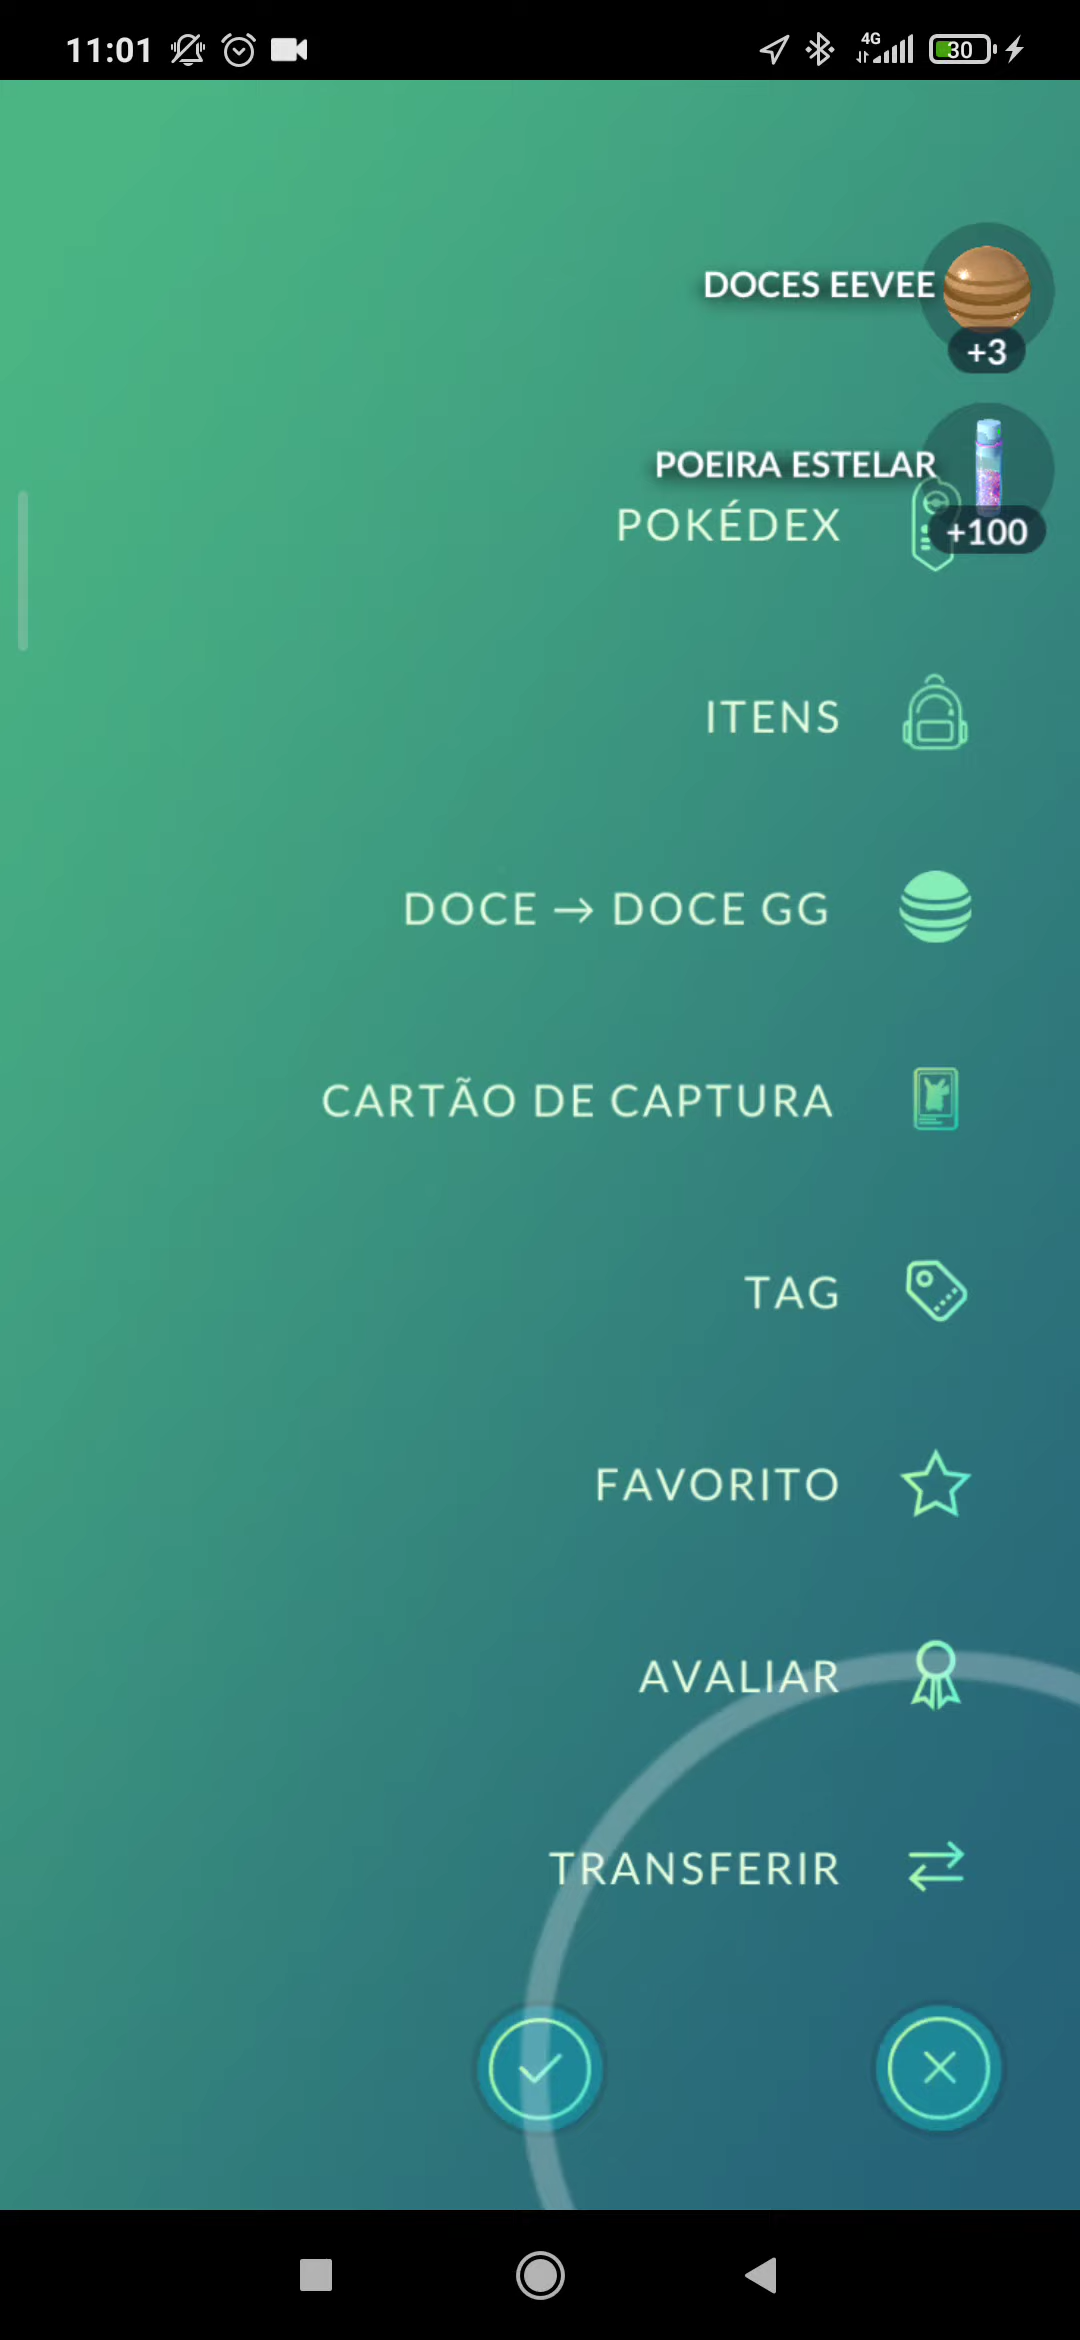 11:01
4G
30
DOCES EEVEE
+3
POEIRA ESTELAR
POKÉDEX
+100
ITENS
DOCE → DOCE GG
CARTÃO DE CAPTURA
TAG
FAVORITO
AVALIAR
TRANSFERIR